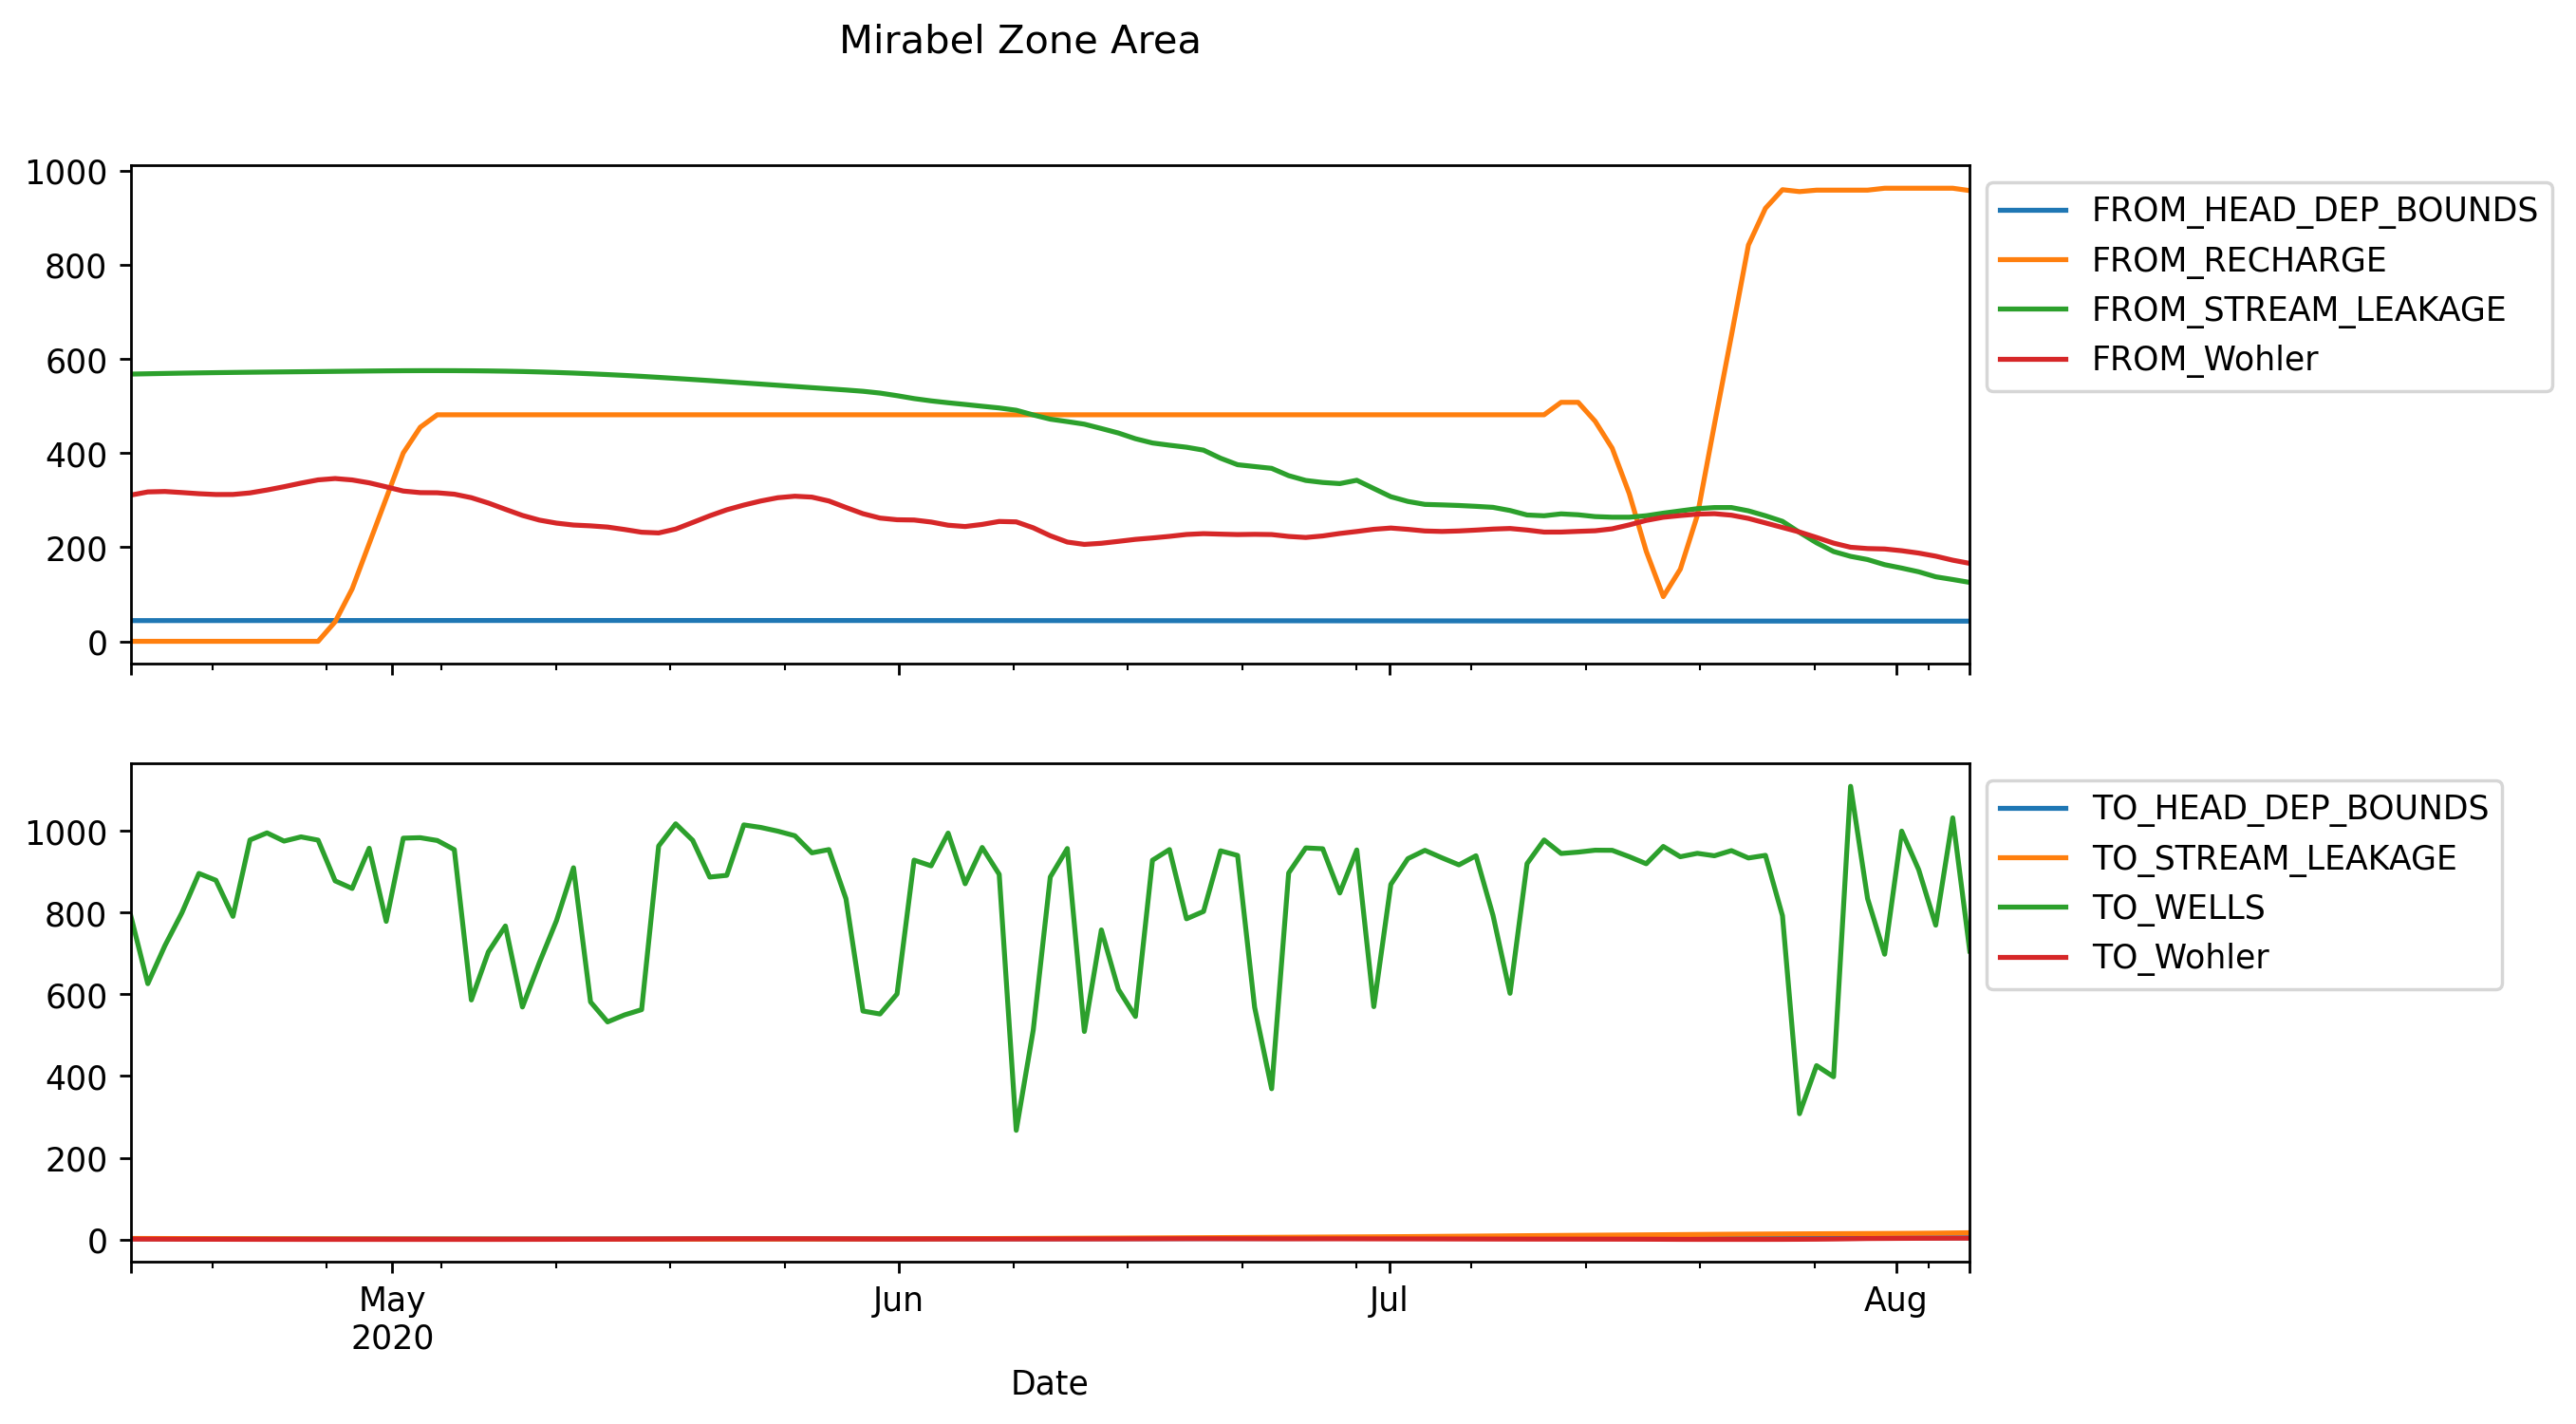 Mirabel Zone Area
1000
800
600
400
200
0
FROM_HEAD_DEP_BOUNDS
FROM_RECHARGE
FROM_STREAM_LEAKAGE
FROM_Wohler
1000
800
600
400
200
0
TO_HEAD_DEP_BOUNDS
TO_STREAM_LEAKAGE
TO_WELLS
TO_Wohler
May Jun Jul Aug
2020
Date